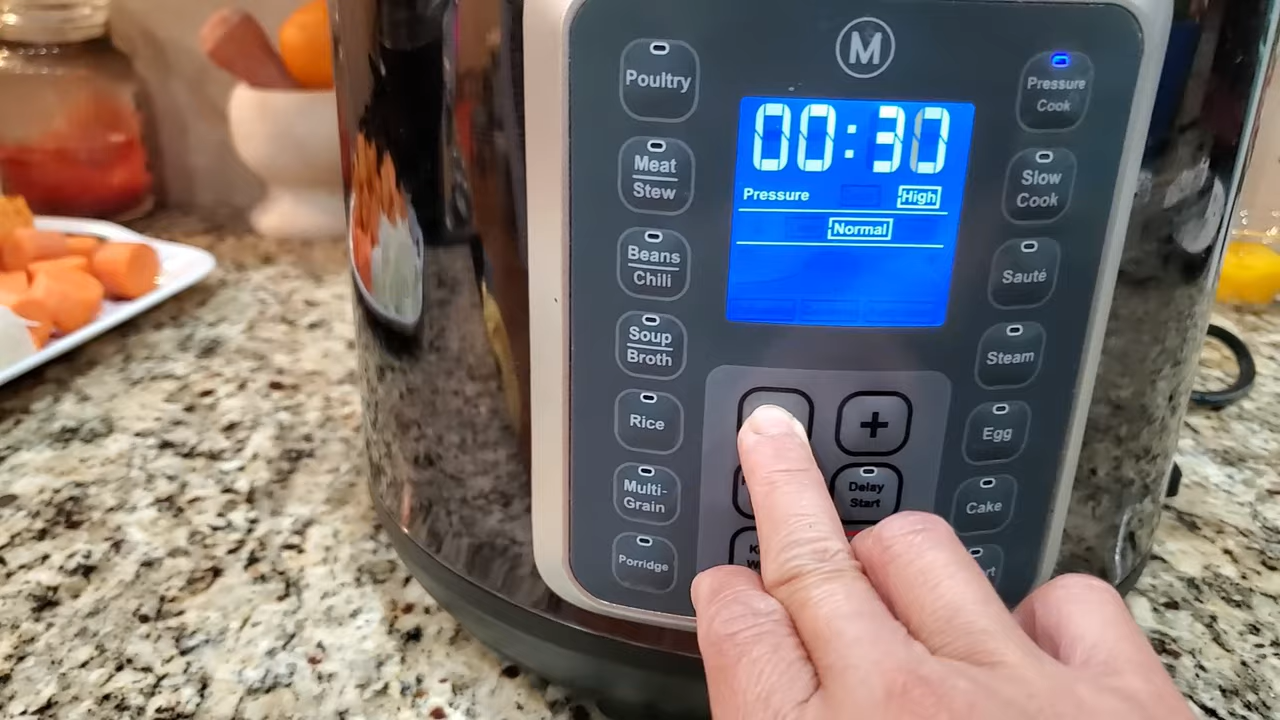 M
Poultry
Meat
Stew
Beans
Chili
Soup
Broth
Rice
Multi-
Grain
Porridge
00:30
Pressure High
Normal
+
Delay
Start
Pressure
Cook
Slow
Cook
Sauté
Steam
Egg
Cake